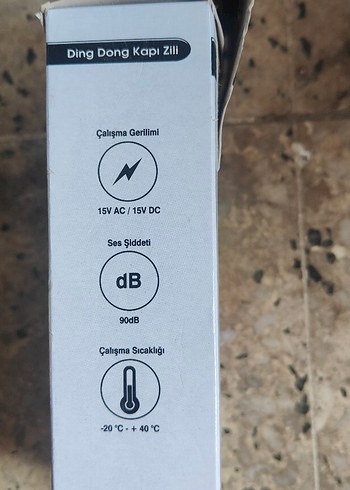 Ding Dong Kapı Zili
Çalışma Gerilimi
15V AC / 15V DC
Ses Şiddeti
dB
90dB
Çalışma Sıcaklığı
-20 °C - + 40 °C